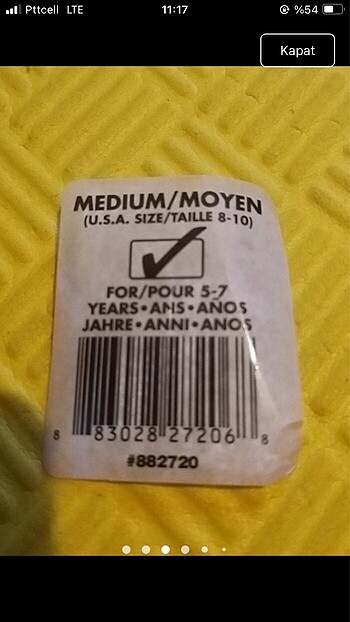 Pttcell LTE 11:17 %54
Kapat
MEDIUM/MOYEN
(U.S.A. SIZE/TAILLE 8-10)
FOR/POUR 5-7
YEARS•ANS•AÑOS
JAHRE•ANNI•ANOS
8 83028 27206 8
#882720